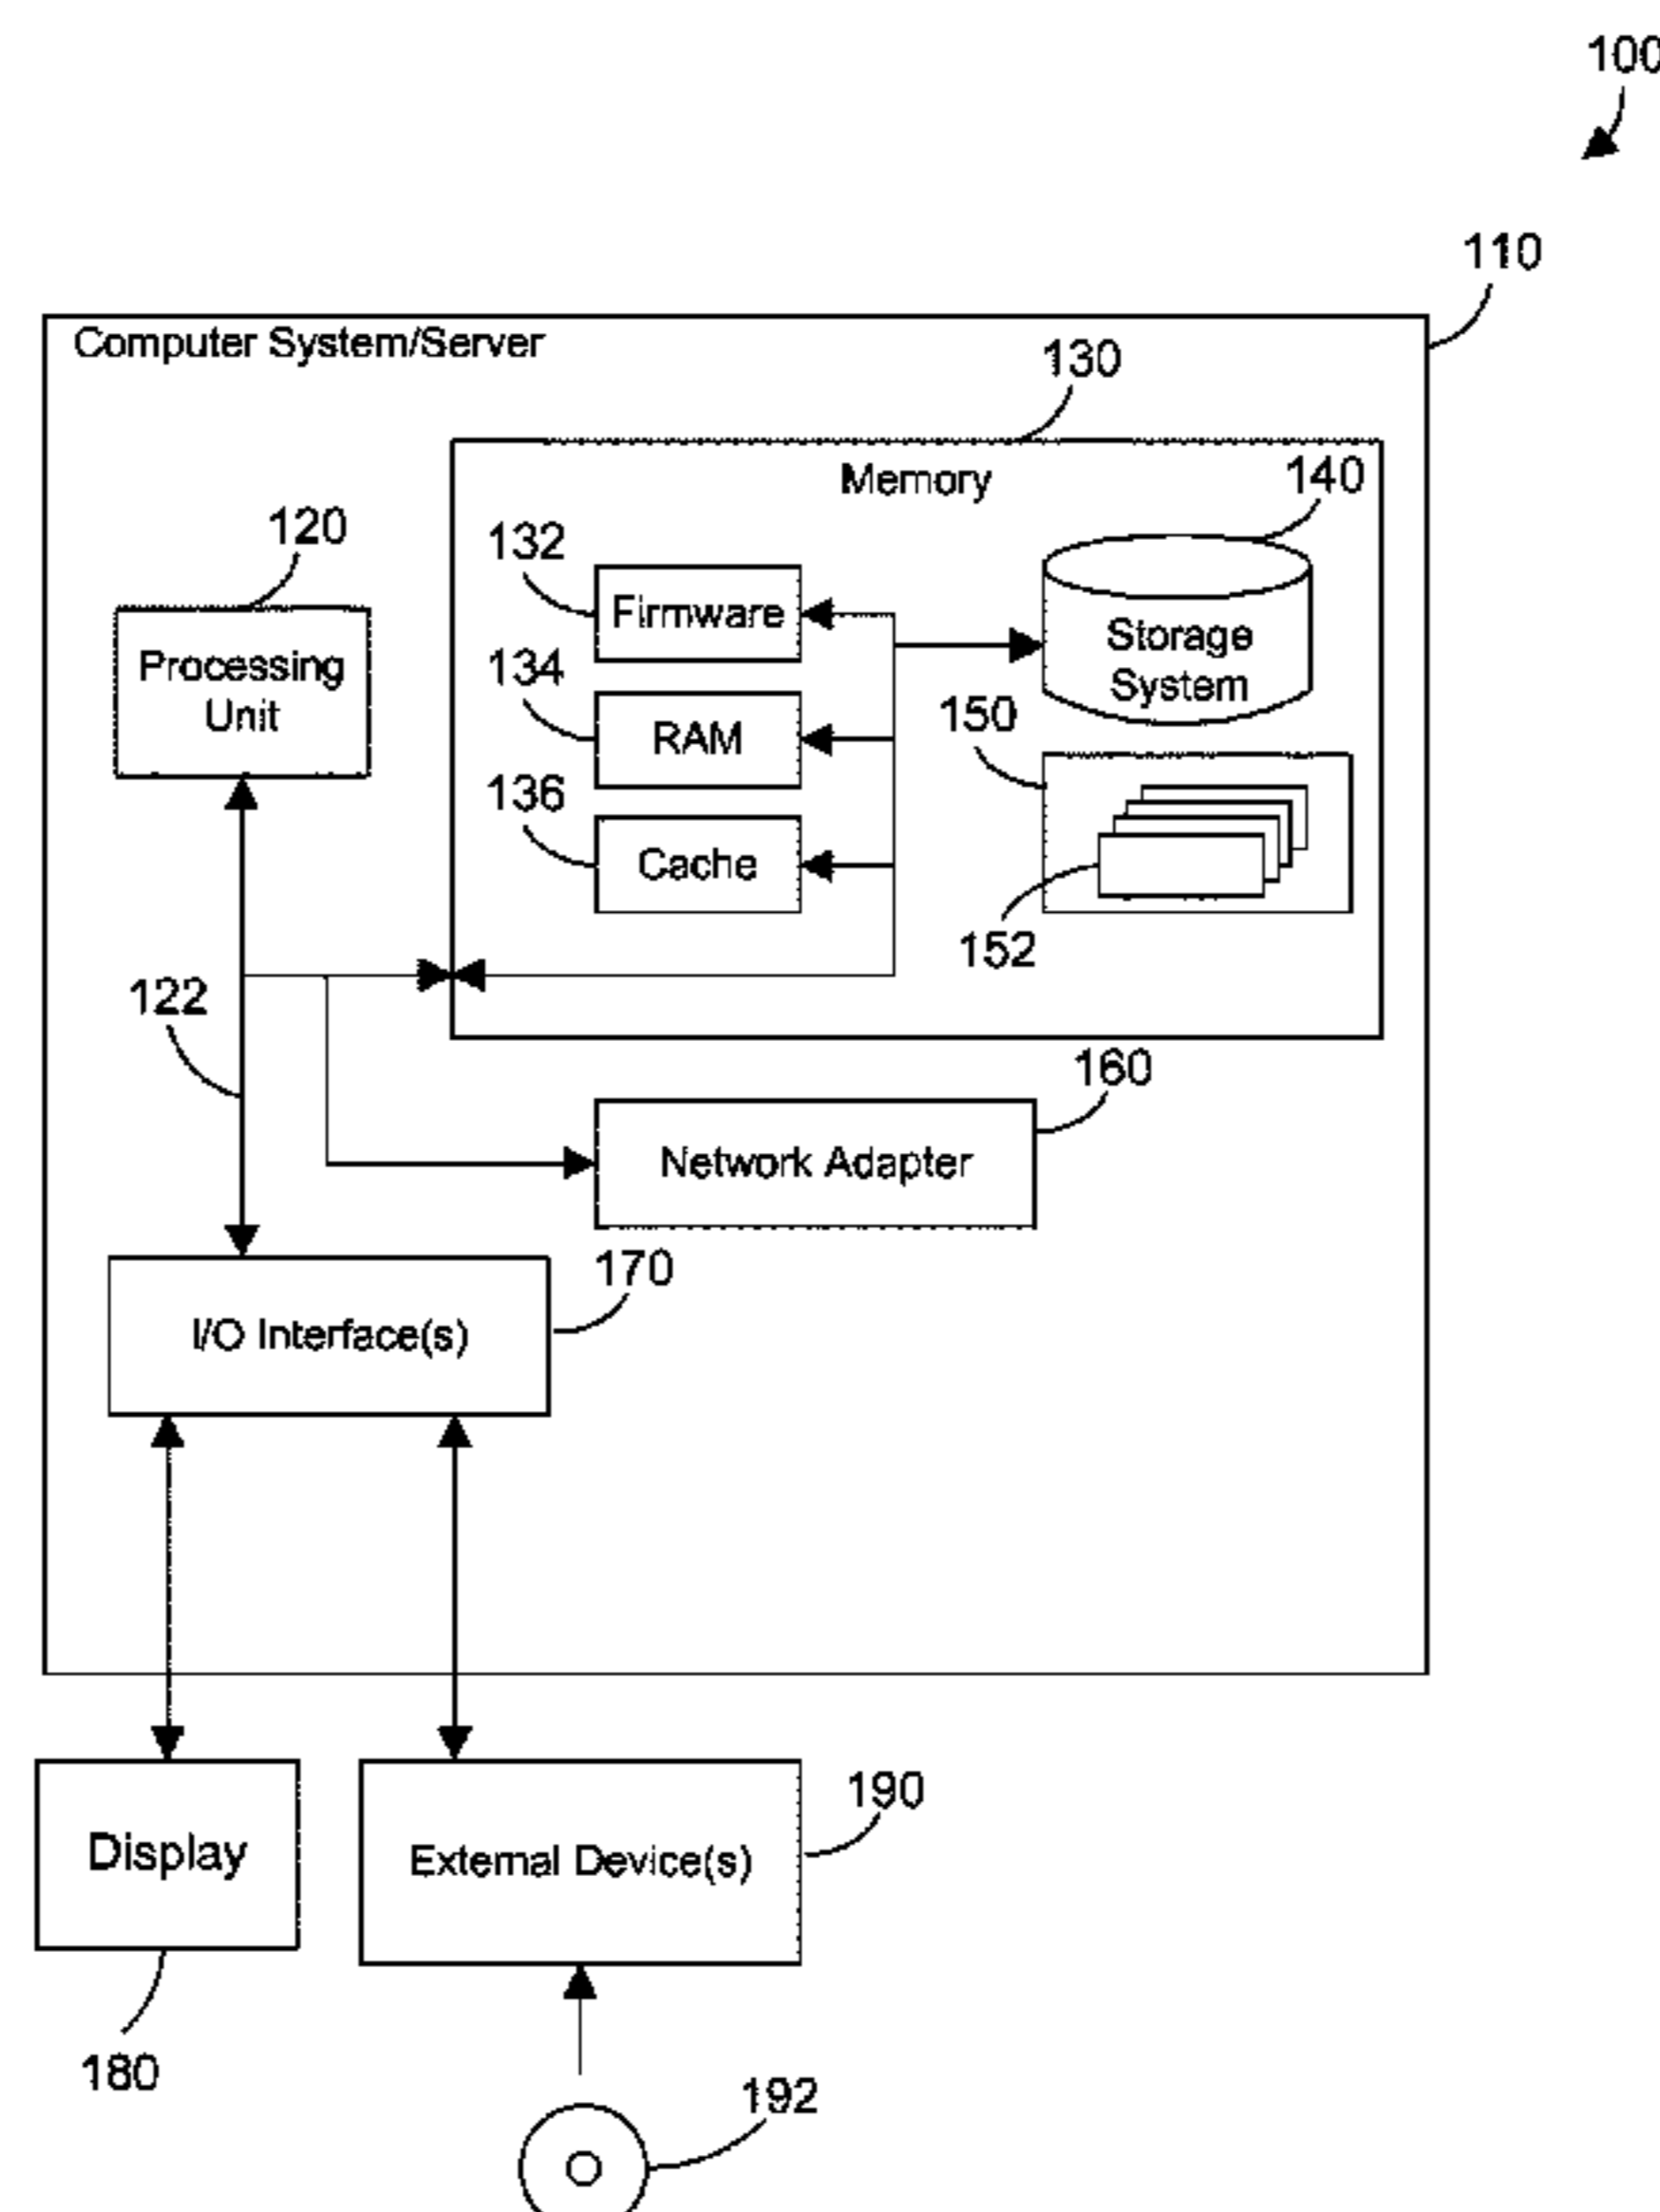 100
110
Computer System/Server
130
Memory
140
120
132
Firmware
Storage
System
Processing
Unit
134
RAM
150
136
Cache
152
122
160
Network Adapter
170
I/O Interface(s)
190
Display
External Device(s)
180
192